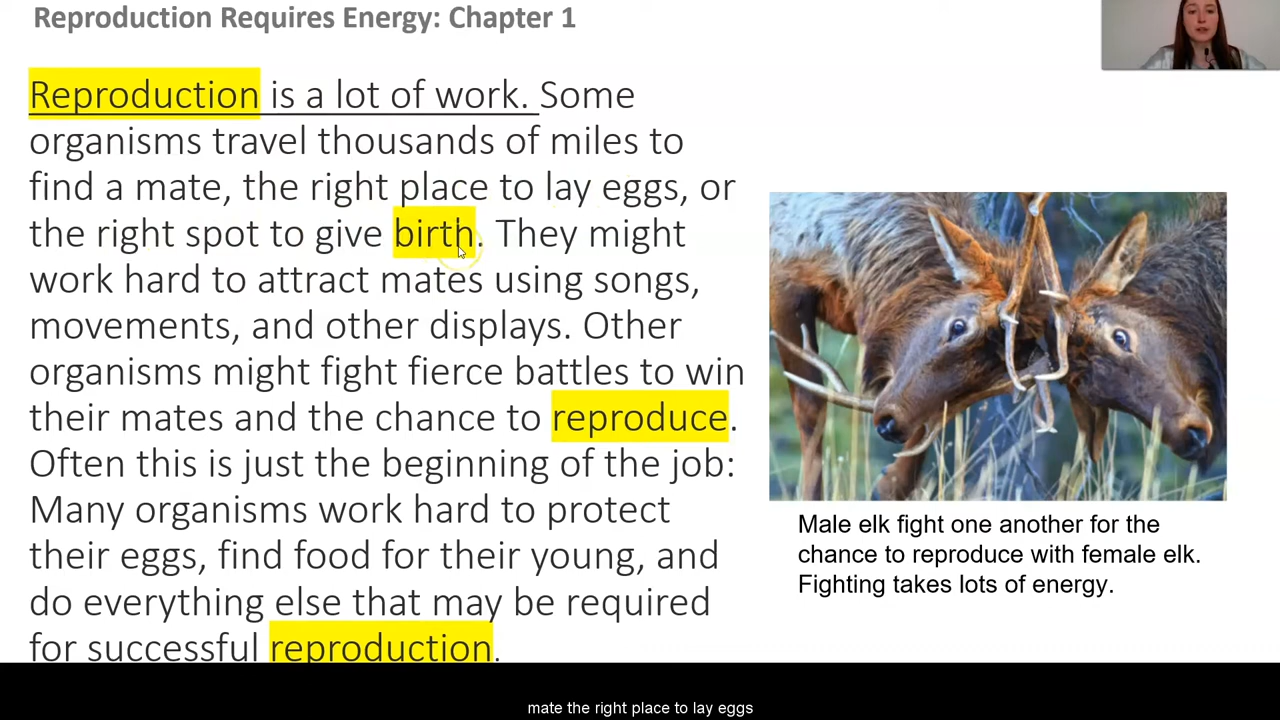 Reproduction Requires Energy: Chapter 1
Reproduction is a lot of work. Some
organisms travel thousands of miles to
find a mate, the right place to lay eggs, or
the right spot to give birth. They might
work hard to attract mates using songs,
movements, and other displays. Other
organisms might fight fierce battles to win
their mates and the chance to reproduce.
Often this is just the beginning of the job:
Many organisms work hard to protect
their eggs, find food for their young, and
do everything else that may be required
for successful reproduction.
Male elk fight one another for the
chance to reproduce with female elk.
Fighting takes lots of energy.
mate the right place to lay eggs